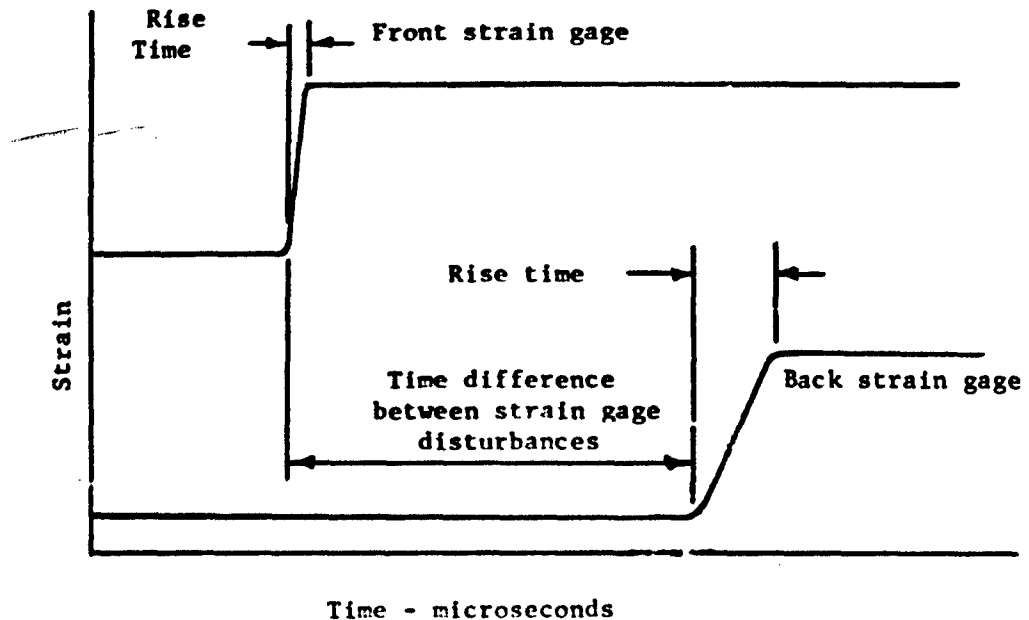 Rise
Time
Front strain gage
Rise time
Strain
Time difference
between strain gage
disturbances
Back strain gage
Time - microseconds